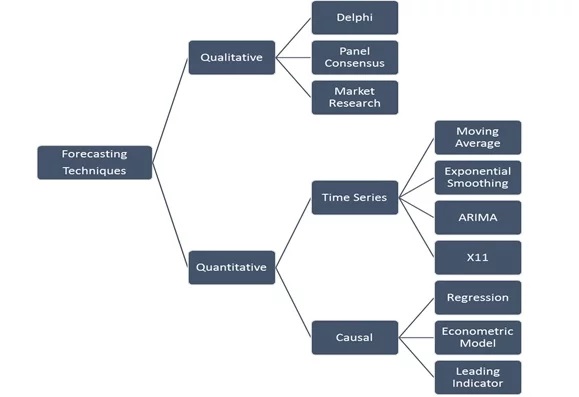 Forecasting
Techniques
Qualitative
Delphi
Panel
Consensus
Market
Research
Quantitative
Time Series
Moving
Average
Exponential
Smoothing
ARIMA
X11
Causal
Regression
Econometric
Model
Leading
Indicator